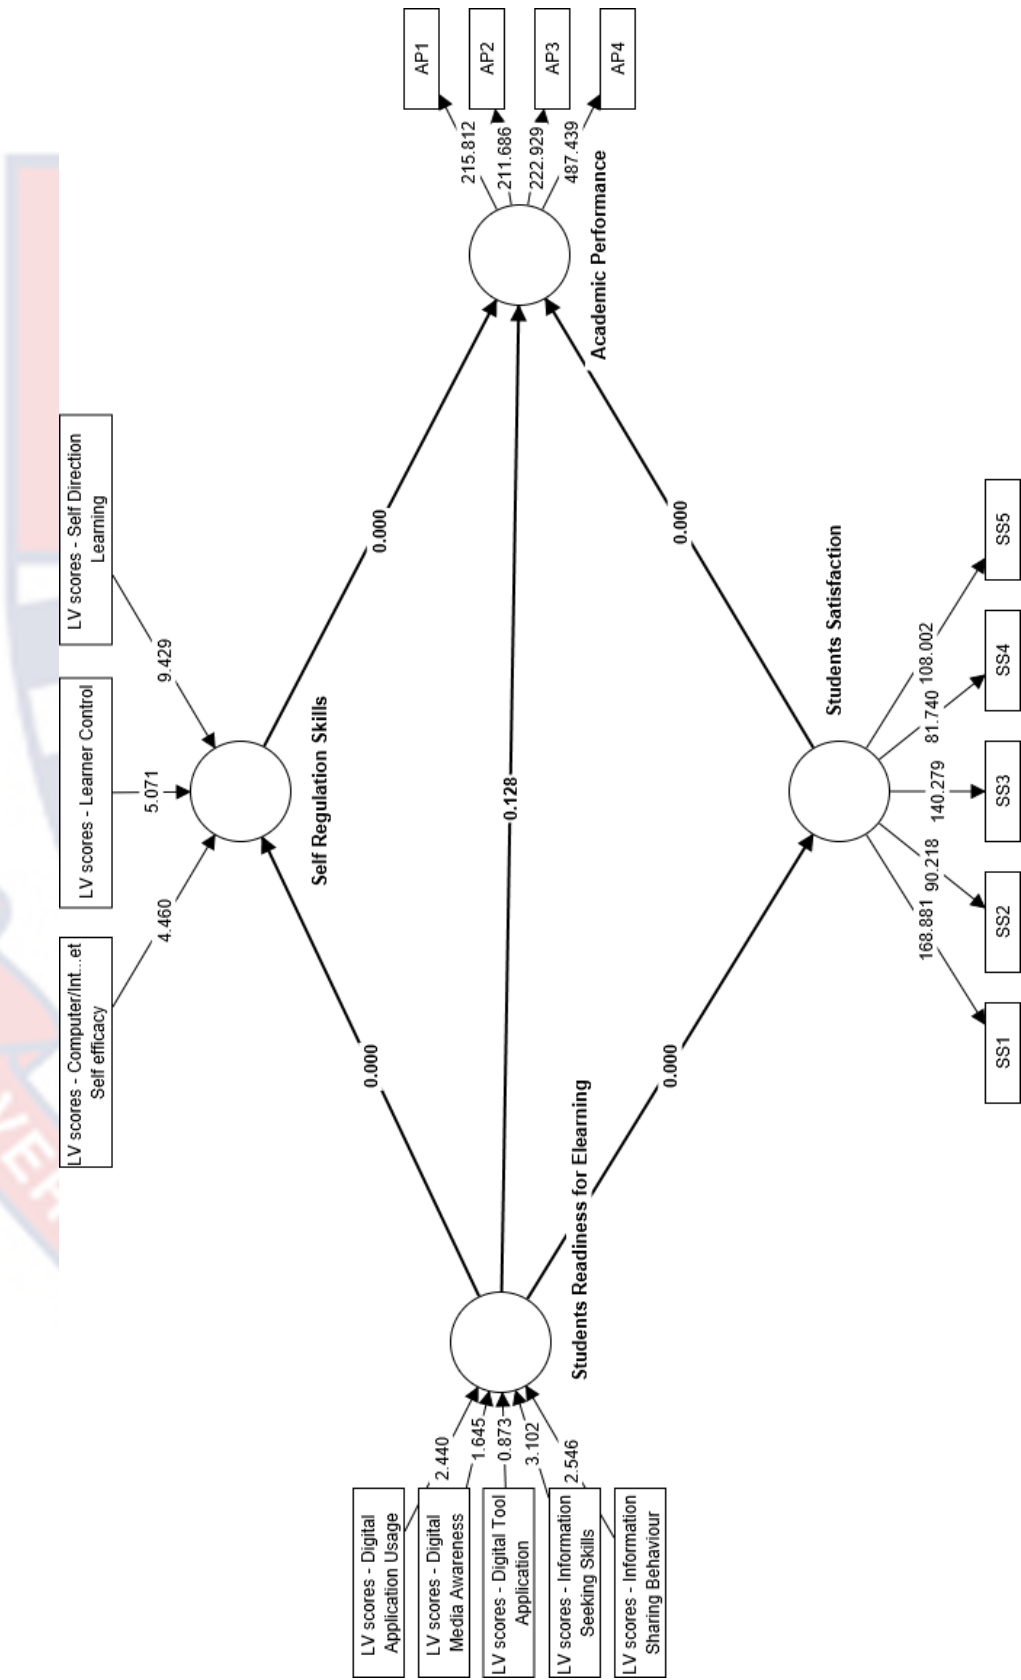 LV scores - Computer/Int...et
Self efficacy
LV scores - Learner Control
LV scores - Self Direction
Learning
4.460
5.071
9.429
Self Regulation Skills
0.000
0.000
LV scores - Digital
Application Usage
LV scores - Digital
Media Awareness
LV scores - Digital Tool
Application
LV scores - Information
Seeking Skills
LV scores - Information
Sharing Behaviour
2.440
1.645
0.873
3.102
2.546
Students Readiness for Elearning
0.128
215.812
211.686
222.929
487.439
AP1
AP2
AP3
AP4
Academic Performance
0.000
0.000
Students Satisfaction
168.881
90.218
140.279
81.740
108.002
SS1
SS2
SS3
SS4
SS5